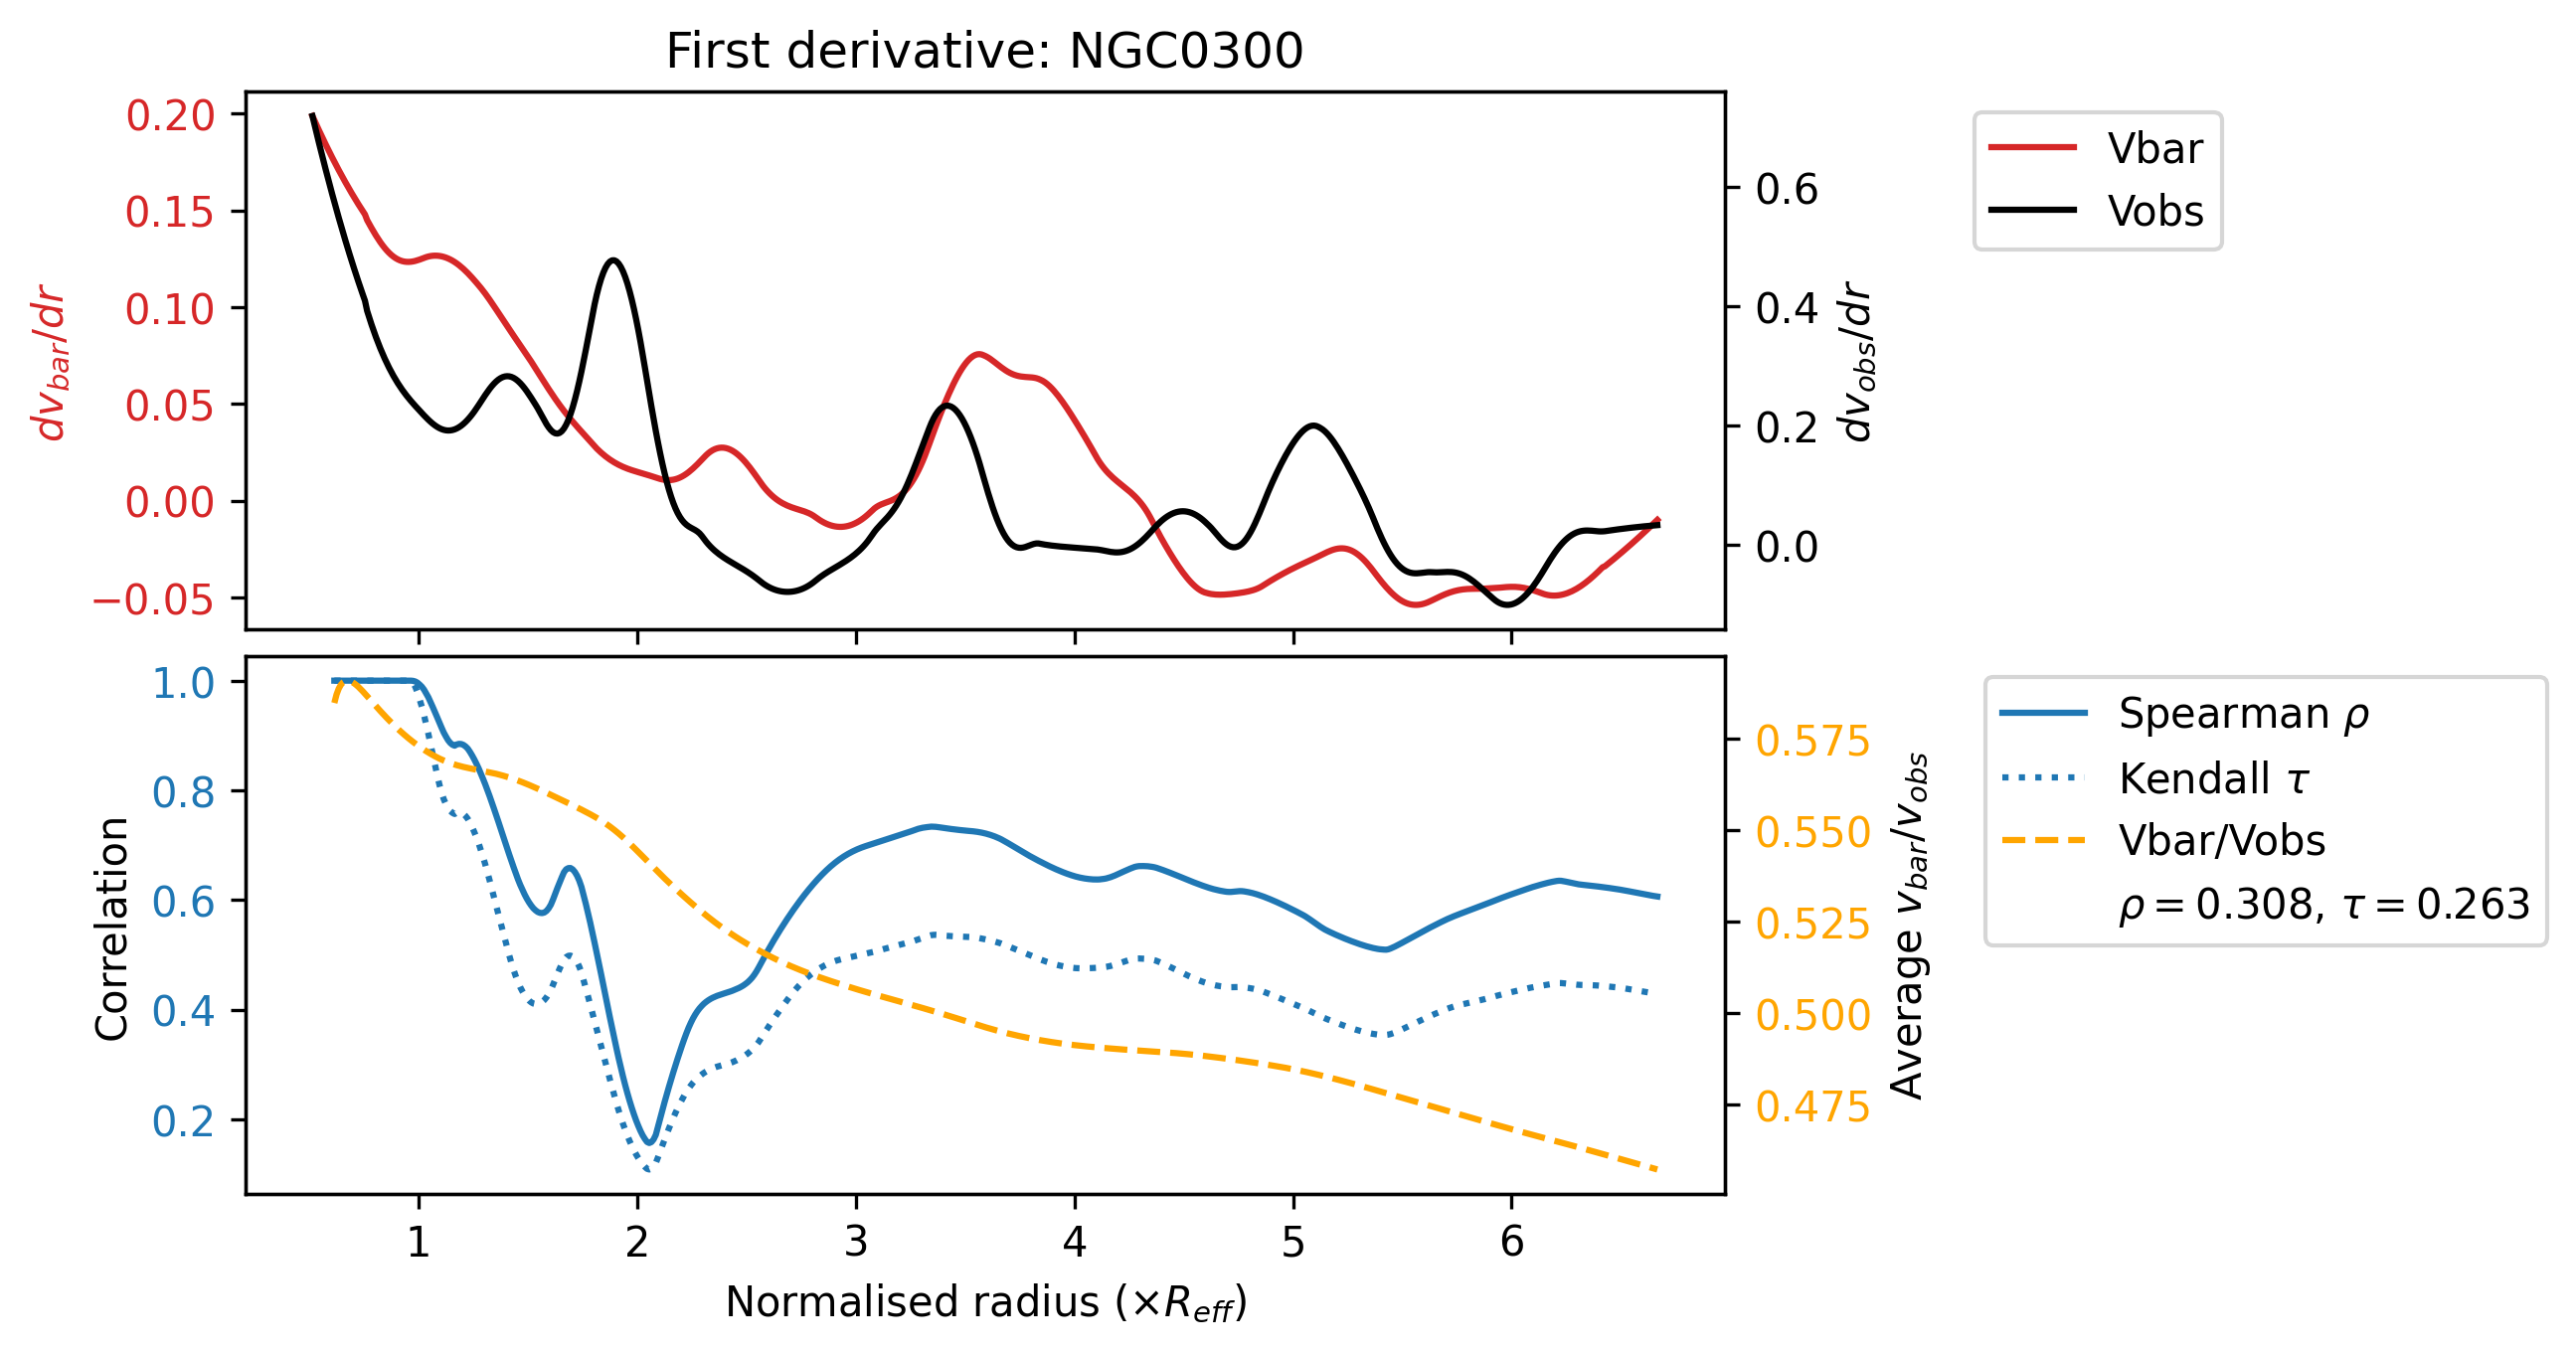 First derivative: NGC0300
0.20
0.15
0.10
0.05
0.00
−0.05
dv_bar/dr
0.6
0.4
0.2
0.0
dv_obs/dr
Vbar
Vobs
1.0
0.8
0.6
0.4
0.2
Correlation
0.575
0.550
0.525
0.500
0.475
Average v_bar/v_obs
Spearman ρ
Kendall τ
Vbar/Vobs
ρ = 0.308, τ = 0.263
1 2 3 4 5 6
Normalised radius (×R_eff)